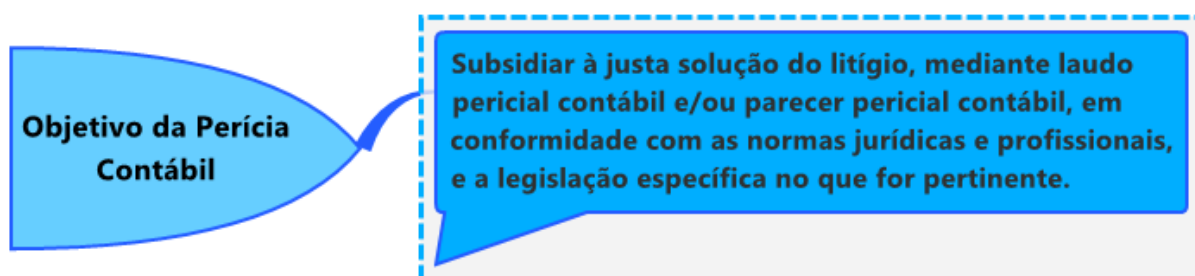 Objetivo da Perícia
Contábil
Subsidiar à justa solução do litígio, mediante laudo
pericial contábil e/ou parecer pericial contábil, em
conformidade com as normas jurídicas e profissionais,
e a legislação específica no que for pertinente.